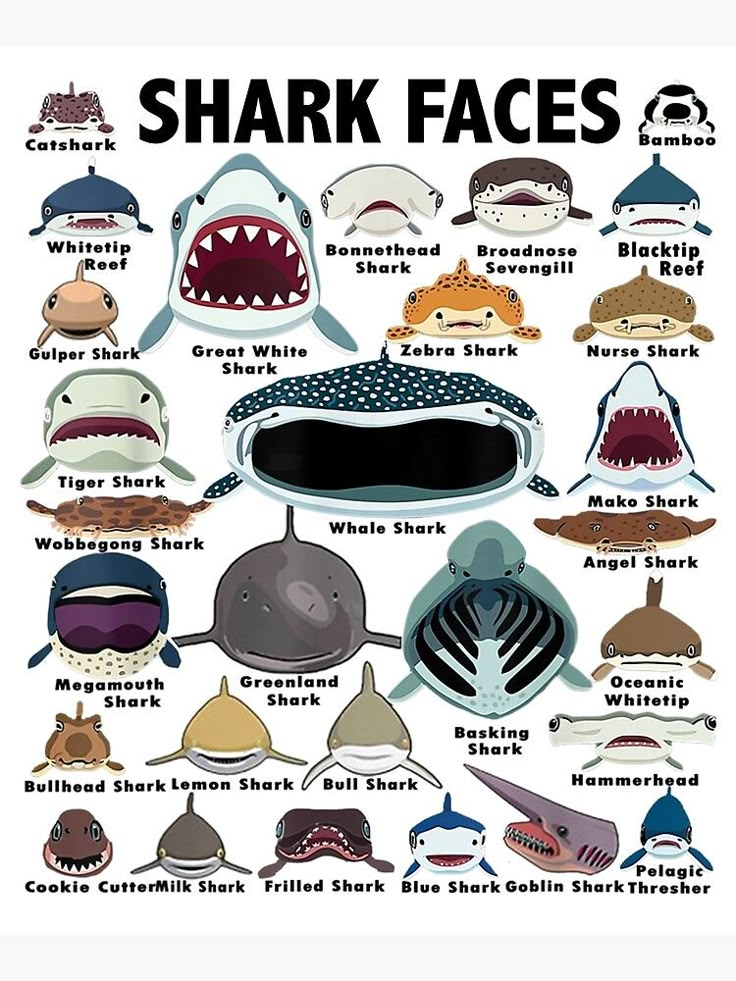 SHARK FACES
Catshark
Bamboo
Whitetip
Reef
Bonnethead
Shark
Broadnose
Sevengill
Blacktip
Reef
Gulper Shark
Great White
Shark
Zebra Shark
Nurse Shark
Tiger Shark
Whale Shark
Mako Shark
Wobbegong Shark
Angel Shark
Megamouth
Shark
Greenland
Shark
Basking
Shark
Oceanic
Whitetip
Bullhead Shark
Lemon Shark
Bull Shark
Hammerhead
Cookie Cutter
Milk Shark
Frilled Shark
Blue Shark
Goblin Shark
Pelagic
Thresher